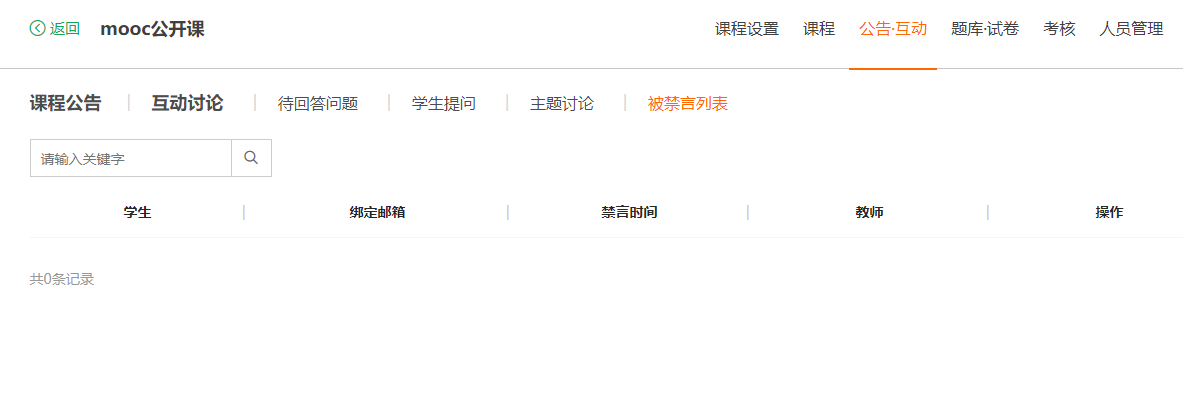 返回 mooc公开课 课程设置 课程 公告·互动 题库·试卷 考核 人员管理
课程公告 | 互动讨论 | 待回答问题 | 学生提问 | 主题讨论 | 被禁言列表
请输入关键字
学生 | 绑定邮箱 | 禁言时间 | 教师 | 操作
共0条记录